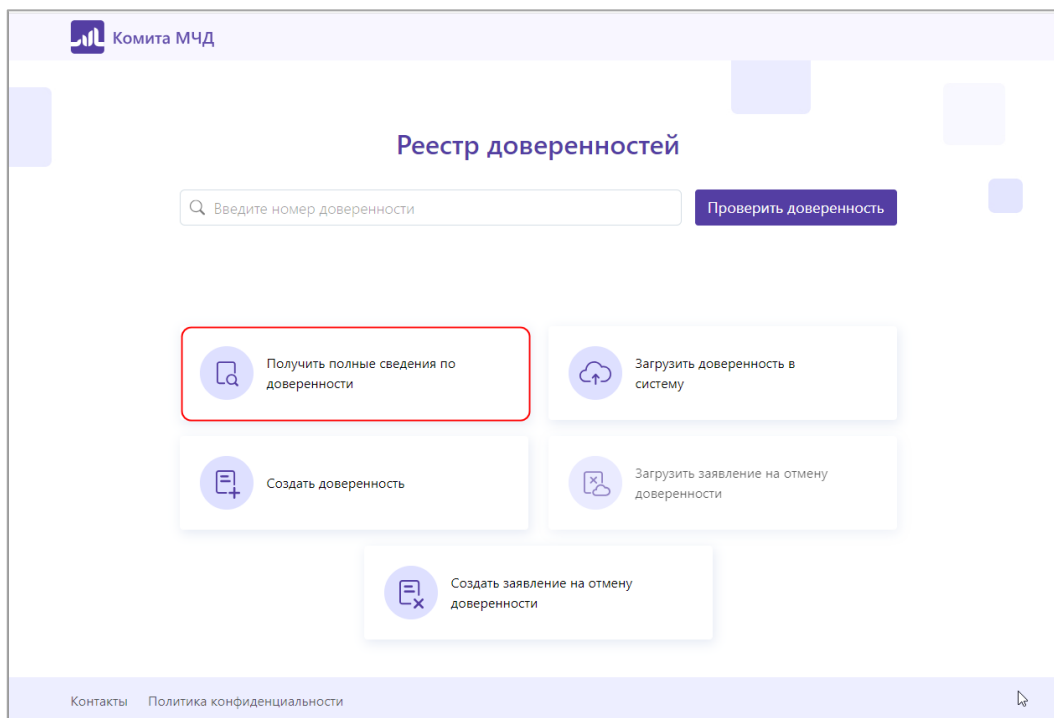 Комита МЧД
Реестр доверенностей
Введите номер доверенности
Проверить доверенность
Получить полные сведения по
доверенности
Загрузить доверенность в
систему
Создать доверенность
Загрузить заявление на отмену
доверенности
Создать заявление на отмену
доверенности
Контакты
Политика конфиденциальности